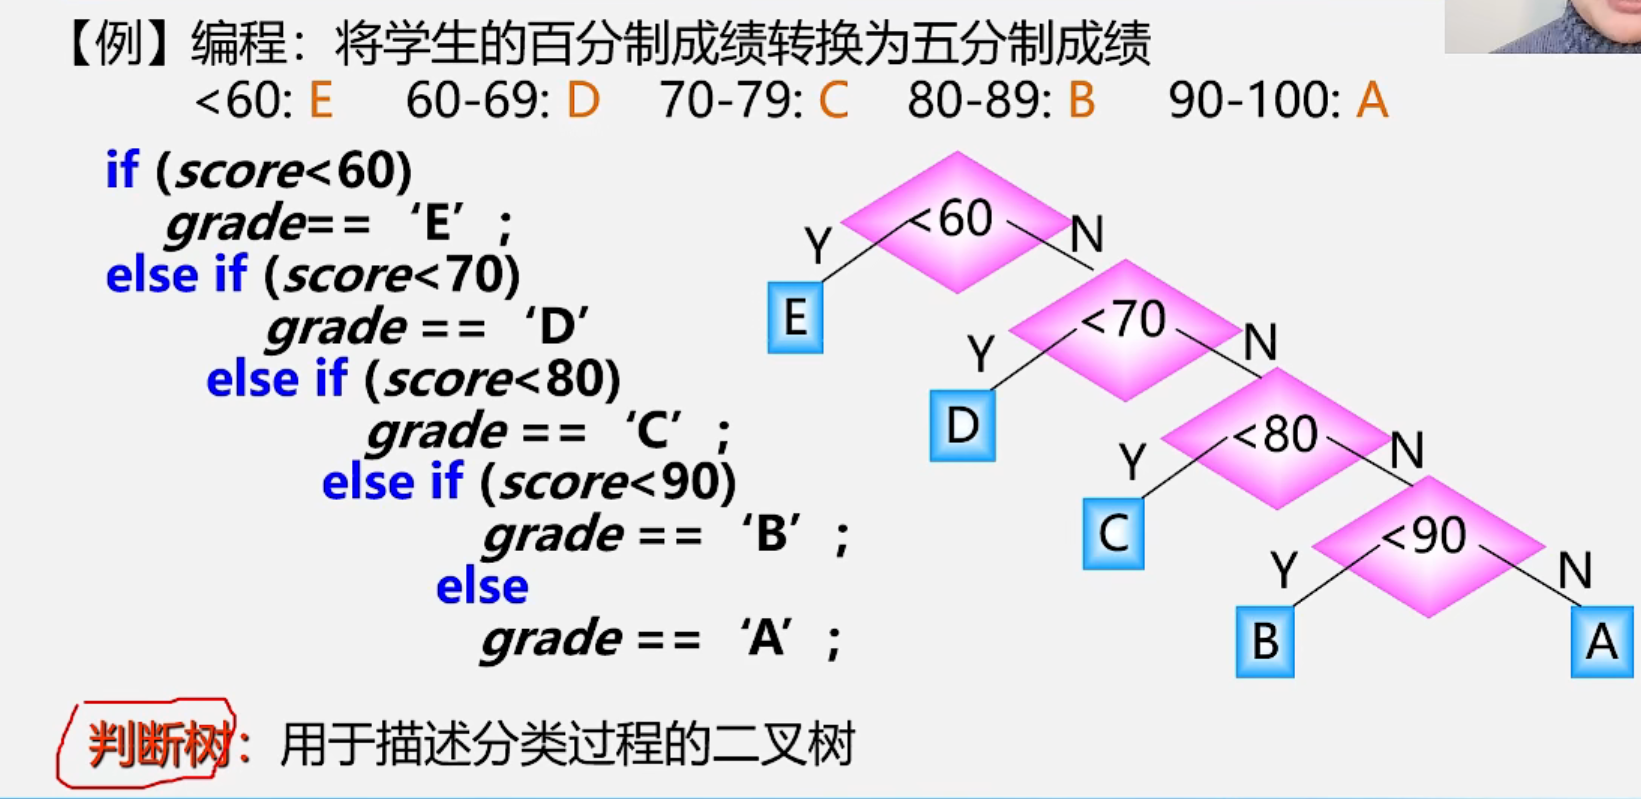 【例】编程：将学生的百分制成绩转换为五分制成绩
<60: E 60-69: D 70-79: C 80-89: B 90-100: A
if (score<60)
grade== ‘E’ ;
else if (score<70)
grade == ‘D’
else if (score<80)
grade == ‘C’ ;
else if (score<90)
grade == ‘B’ ;
else
grade == ‘A’ ;
<60
Y
N
E
<70
Y
N
D
<80
Y
N
C
<90
Y
N
B
A
判断树：用于描述分类过程的二叉树